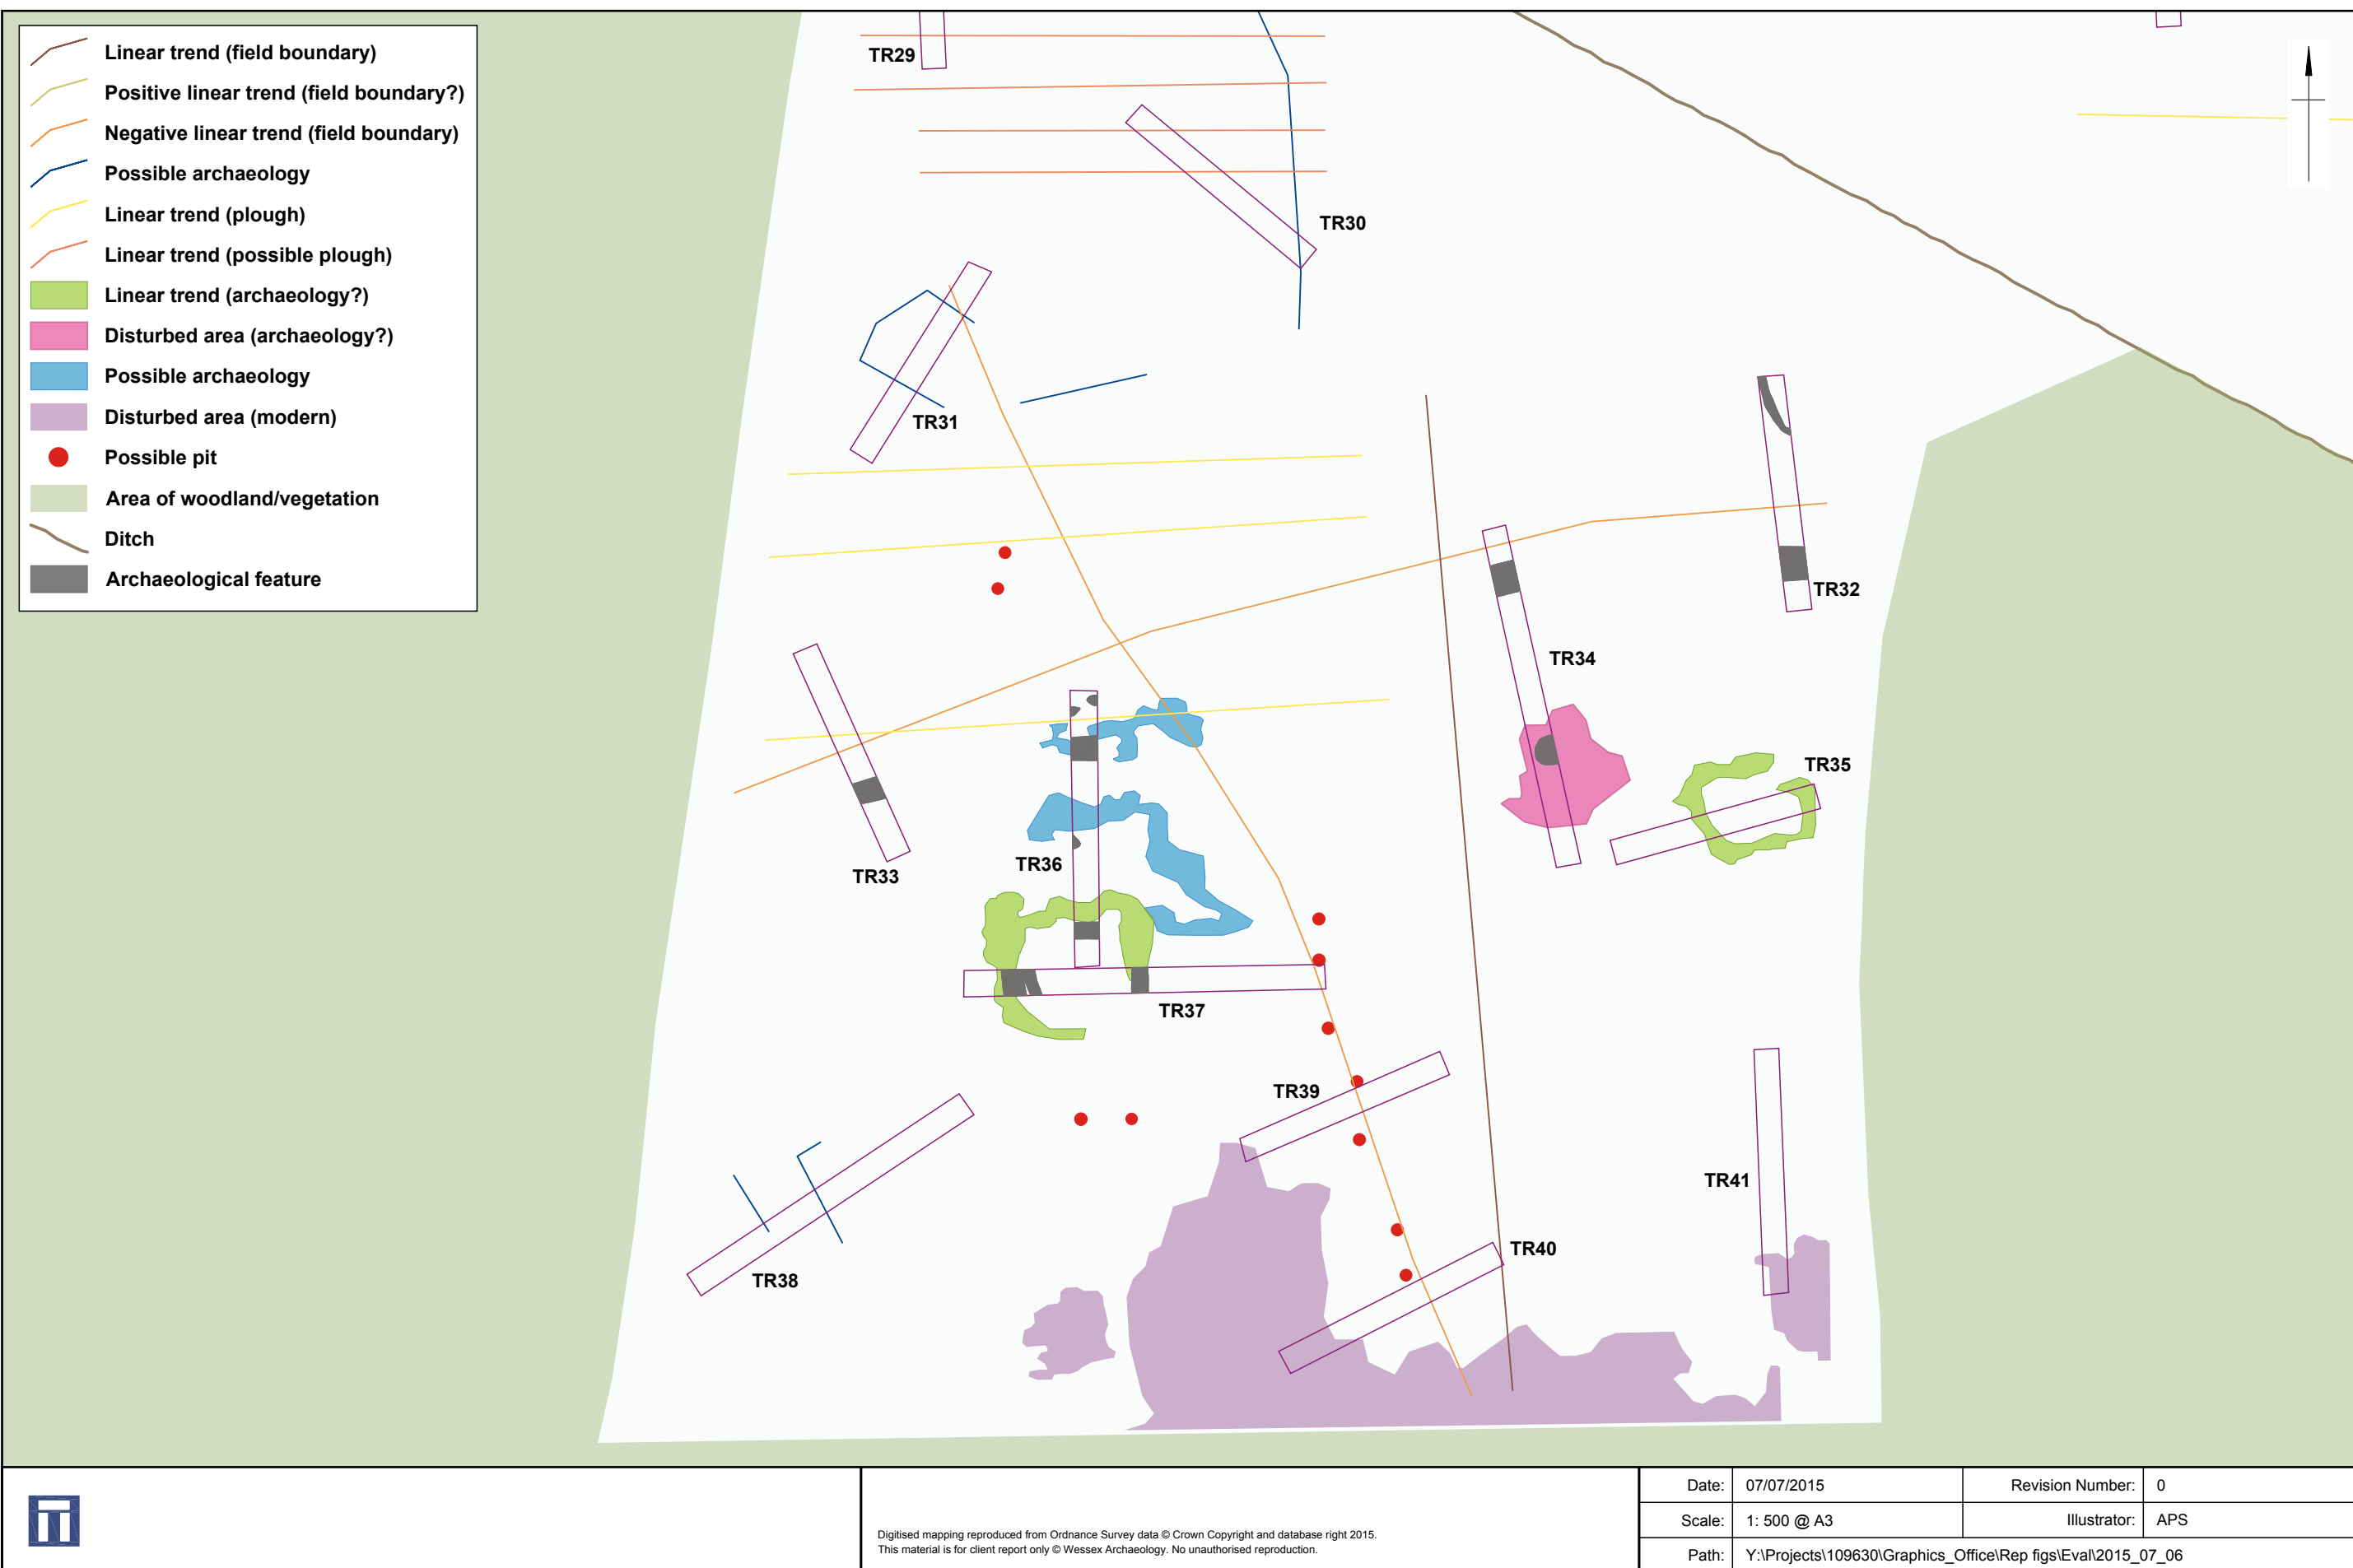 Linear trend (field boundary)
Positive linear trend (field boundary?)
Negative linear trend (field boundary)
Possible archaeology
Linear trend (plough)
Linear trend (possible plough)
Linear trend (archaeology?)
Disturbed area (archaeology?)
Possible archaeology
Disturbed area (modern)
Possible pit
Area of woodland/vegetation
Ditch
Archaeological feature
TR29
TR30
TR31
TR32
TR34
TR35
TR36
TR33
TR37
TR39
TR41
TR40
TR38
Digitised mapping reproduced from Ordnance Survey data © Crown Copyright and database right 2015.
This material is for client report only © Wessex Archaeology. No unauthorised reproduction.
Date: 07/07/2015 Revision Number: 0
Scale: 1: 500 @ A3 Illustrator: APS
Path: Y:\Projects\109630\Graphics_Office\Rep figs\Eval\2015_07_06